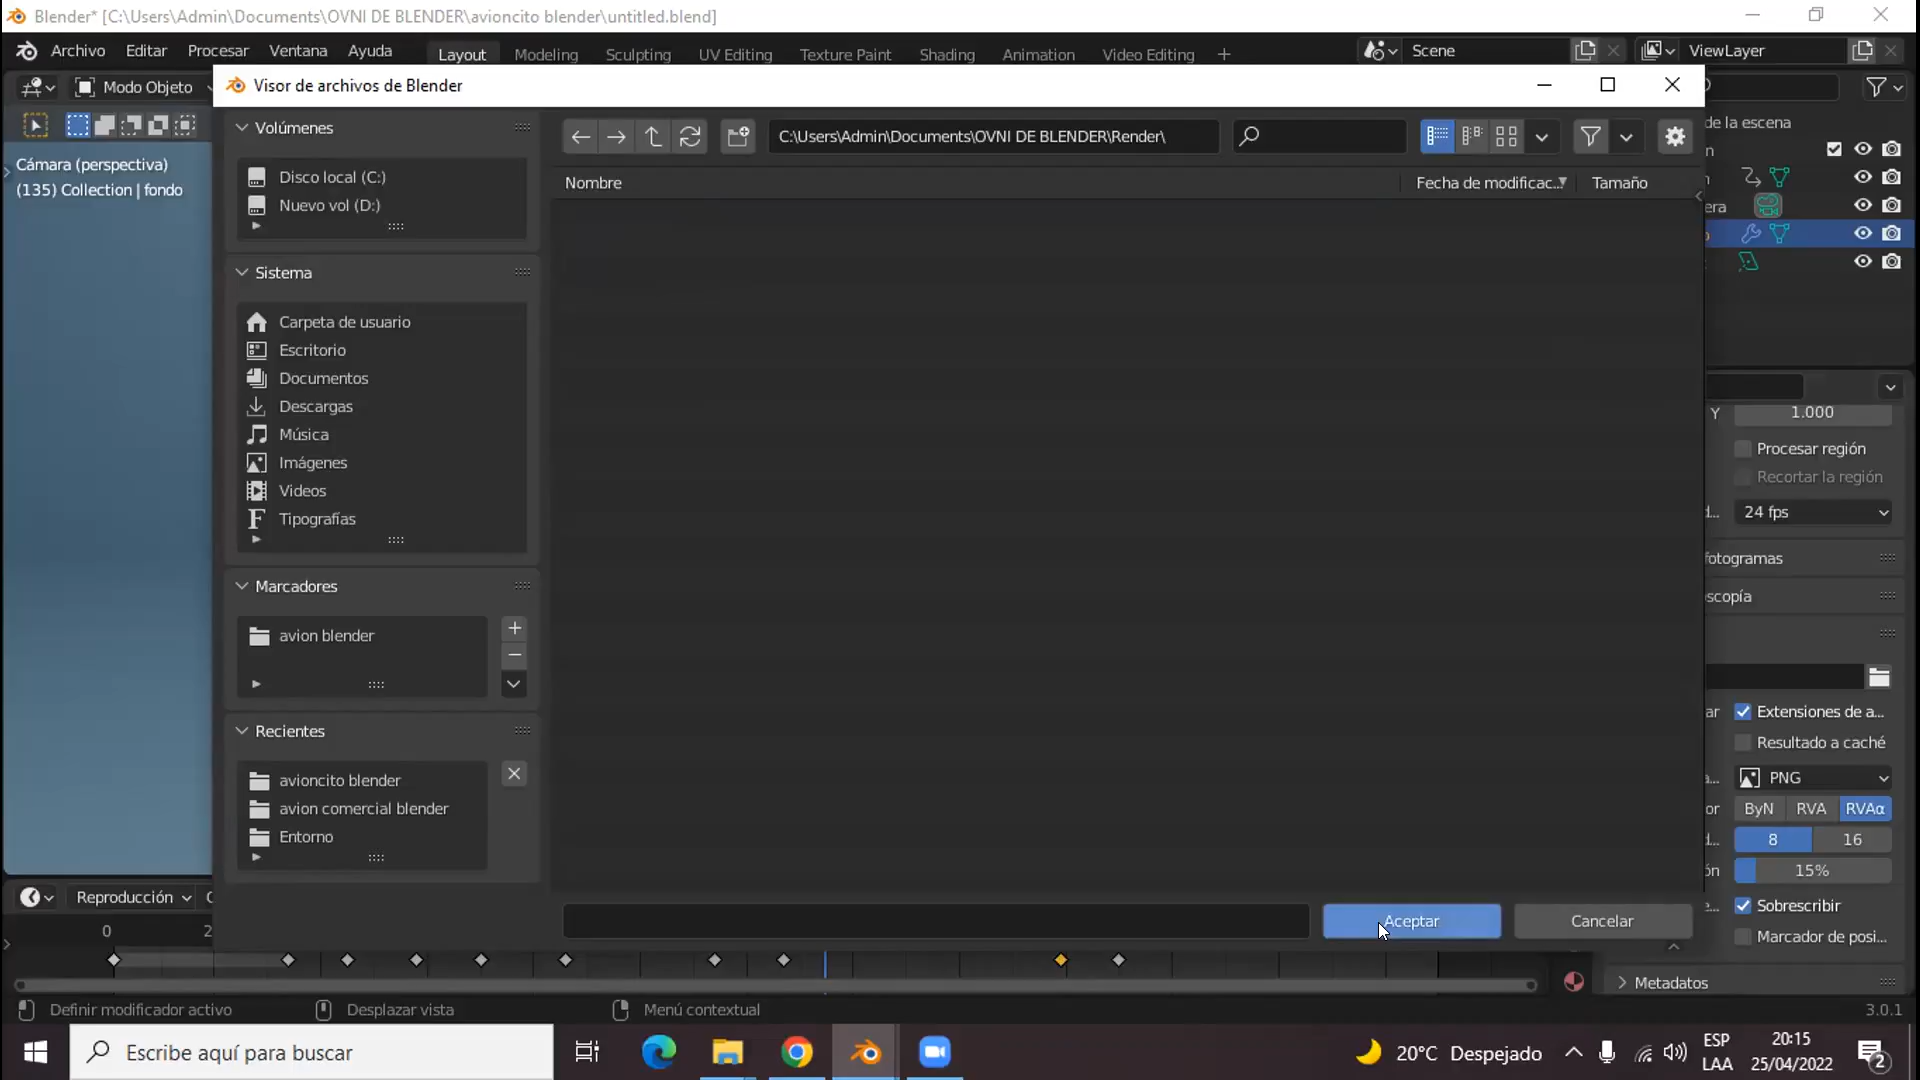 Blender* [C:\Users\Admin\Documents\OVNI DE BLENDER\avioncito blender\untitled.blend]
Archivo Editar Procesar Ventana Ayuda Layout Modeling Sculpting UV Editing Texture Paint Shading Animation Video Editing + Scene ViewLayer
Modo Objeto
Visor de archivos de Blender
Cámara (perspectiva)
(135) Collection | fondo
Volúmenes
Disco local (C:)
Nuevo vol (D:)
Sistema
Carpeta de usuario
Escritorio
Documentos
Descargas
Música
Imágenes
Videos
Tipografías
Marcadores
avion blender
Recientes
avioncito blender
avion comercial blender
Entorno
C:\Users\Admin\Documents\OVNI DE BLENDER\Render\
Nombre Fecha de modificac... Tamaño
Aceptar Cancelar
de la escena
n
era
Y 1.000
Procesar región
Recortar la región
d... 24 fps
fotogramas
scopía
ar Extensiones de a...
Resultado a caché
a... PNG
or ByN RVA RVAα
d... 8 16
ón 15%
e... Sobrescribir
Marcador de posi...
Metadatos
Reproducción
0 2
Definir modificador activo Desplazar vista Menú contextual 3.0.1
Escribe aquí para buscar
20°C Despejado
ESP
LAA
20:15
25/04/2022
2